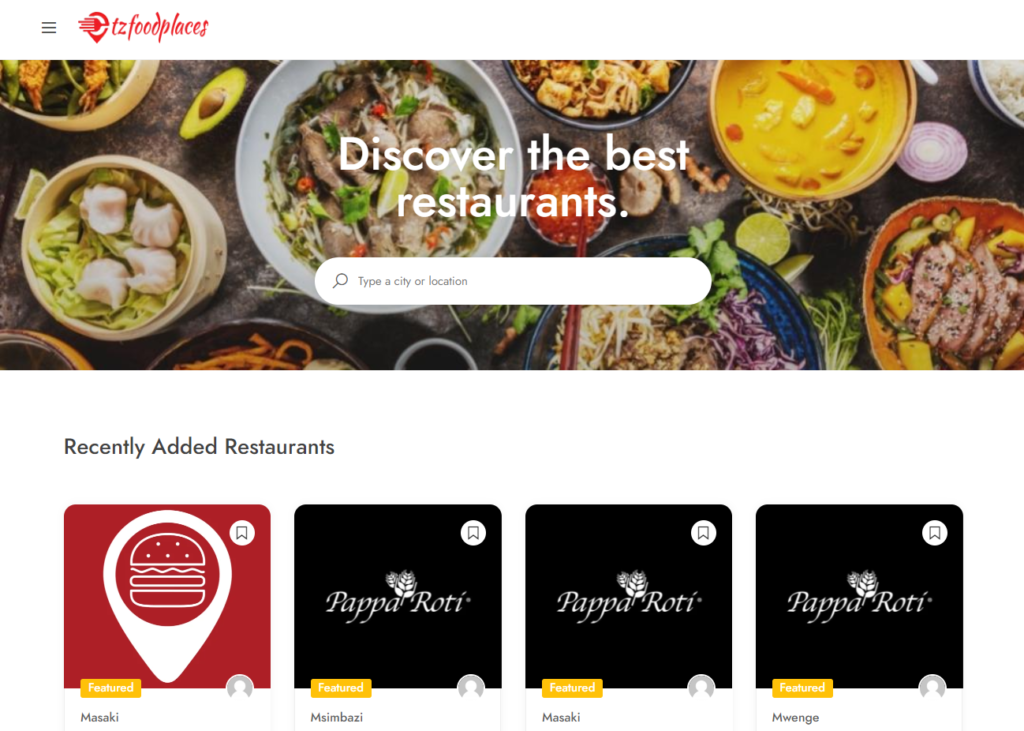 tzfoodplaces
Discover the best
restaurants.
Type a city or location
Recently Added Restaurants
Pappa Roti®
Pappa Roti®
Pappa Roti®
Featured
Featured
Featured
Featured
Masaki
Msimbazi
Masaki
Mwenge